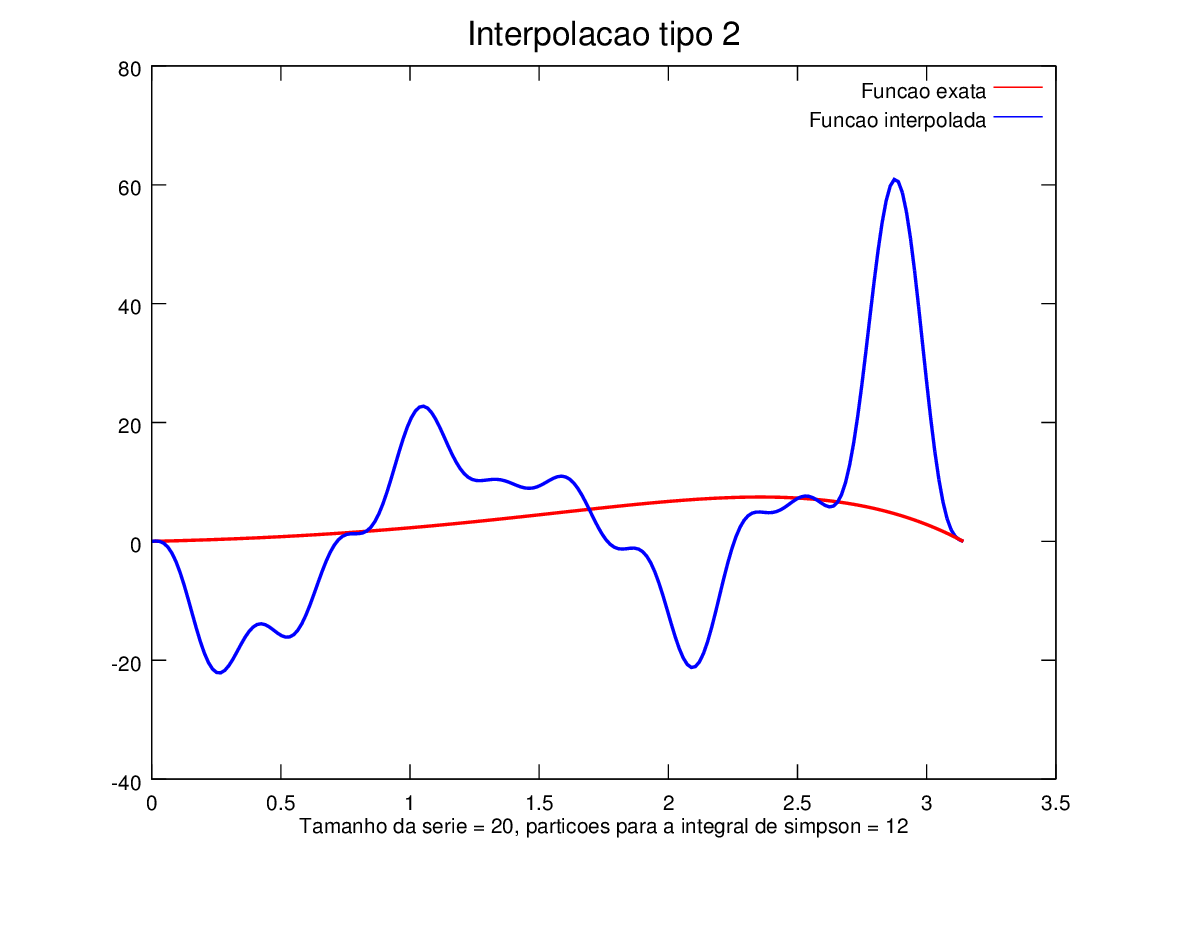 Interpolacao tipo 2
Funcao exata
Funcao interpolada
80
60
40
20
0
-20
-40
0 0.5 1 1.5 2 2.5 3 3.5
Tamanho da serie = 20, particoes para a integral de simpson = 12